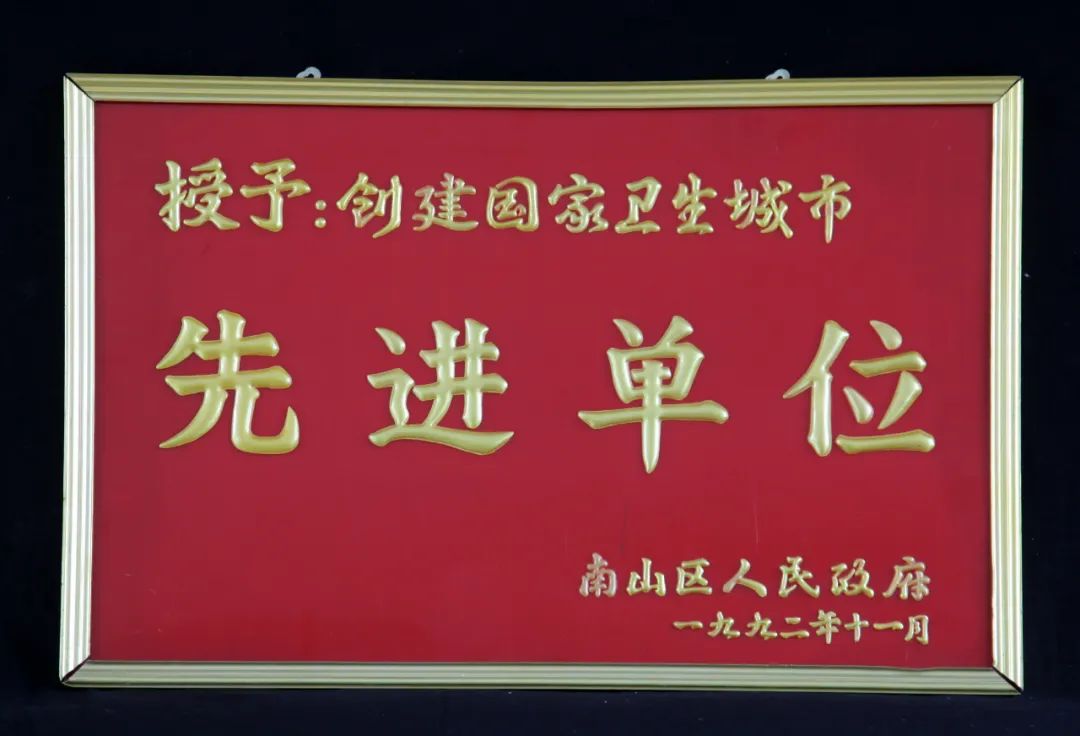 授予:创建国家卫生城市
先进单位
南山区人民政府
一九九二年十一月